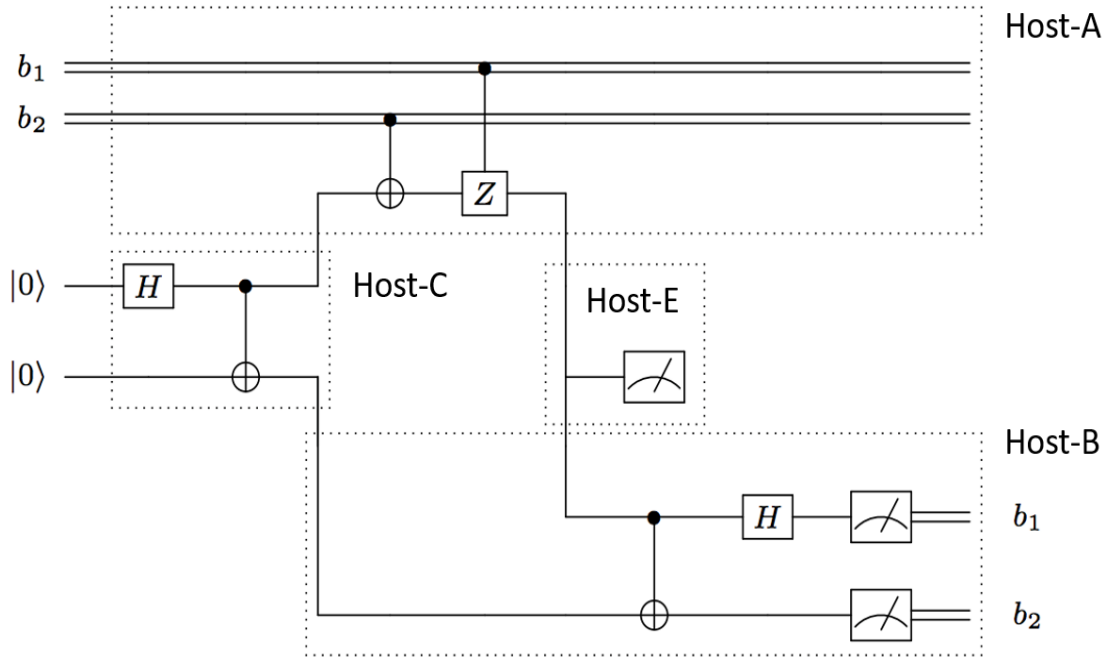 Host-A
b₁
b₂
Z
|0⟩ H Host-C
Host-E
|0⟩
Host-B
H b₁
b₂